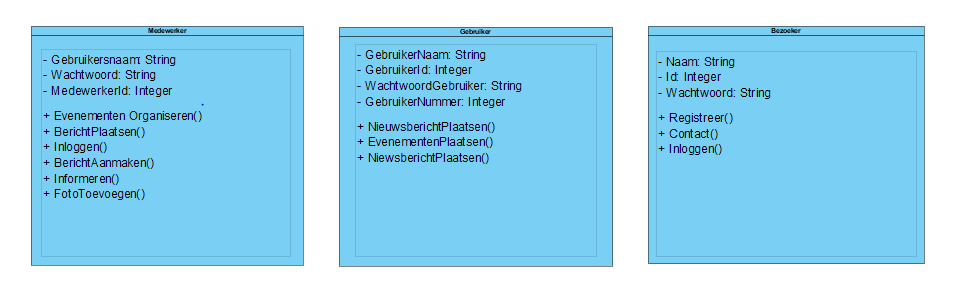 Medewerker
- Gebruikersnaam: String
- Wachtwoord: String
- MedewerkerId: Integer
+ Evenementen Organiseren()
+ BerichtPlaatsen()
+ Inloggen()
+ BerichtAanmaken()
+ Informeren()
+ FotoToevoegen()
Gebruiker
- GebruikerNaam: String
- GebruikerId: Integer
- WachtwoordGebruiker: String
- GebruikerNummer: Integer
+ NieuwsberichtPlaatsen()
+ EvenementenPlaatsen()
+ NiewsberichtPlaatsen()
Bezoeker
- Naam: String
- Id: Integer
- Wachtwoord: String
+ Registreer()
+ Contact()
+ Inloggen()